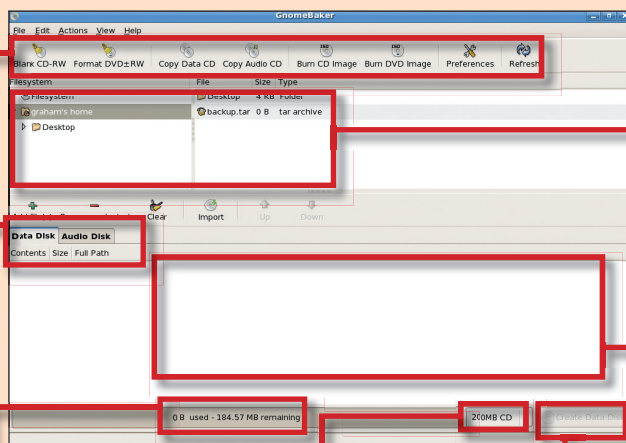 GnomeBaker
File Edit Actions View Help
Blank CD-RW Format DVD±RW Copy Data CD Copy Audio CD Burn CD Image Burn DVD Image Preferences Refresh
Filesystem File Size Type
Filesystem Desktop 4 KB Folder
graham's home backup.tar 0 B tar archive
Desktop
Clear Import Up Down
Data Disk Audio Disk
Contents Size Full Path
0 B used - 184.57 MB remaining 200MB CD Create Data Dis